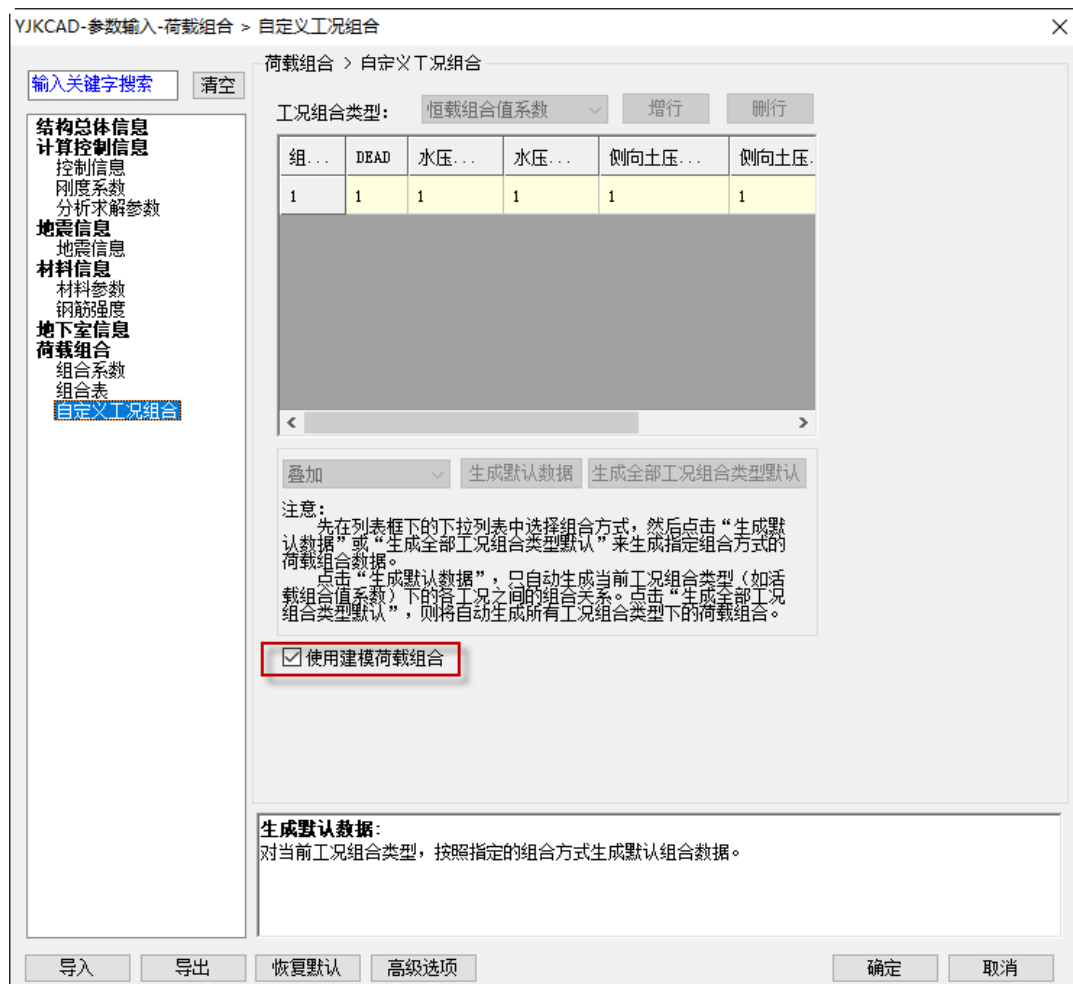 YJKCAD-参数输入-荷载组合 > 自定义工况组合
输入关键字搜索 清空
结构总体信息
计算控制信息
控制信息
刚度系数
分析求解参数
地震信息
地震信息
材料信息
材料参数
钢筋强度
地下室信息
荷载组合
组合系数
组合表
自定义工况组合
荷载组合 > 自定义工况组合
工况组合类型: 恒载组合值系数 增行 删行
组... DEAD 水压... 水压... 侧向土压... 侧向土压.
1 1 1 1 1 1
叠加 生成默认数据 生成全部工况组合类型默认
注意:
先在列表框下的下拉列表中选择组合方式，然后点击“生成默
认数据”或“生成全部工况组合类型默认”来生成指定组合方式的
荷载组合数据。
点击“生成默认数据”，只自动生成当前工况组合类型（如活
载组合值系数）下的各工况之间的组合关系。点击“生成全部工况
组合类型默认”，则将自动生成所有工况组合类型下的荷载组合。
使用建模荷载组合
生成默认数据:
对当前工况组合类型，按照指定的组合方式生成默认组合数据。
导入 导出 恢复默认 高级选项 确定 取消